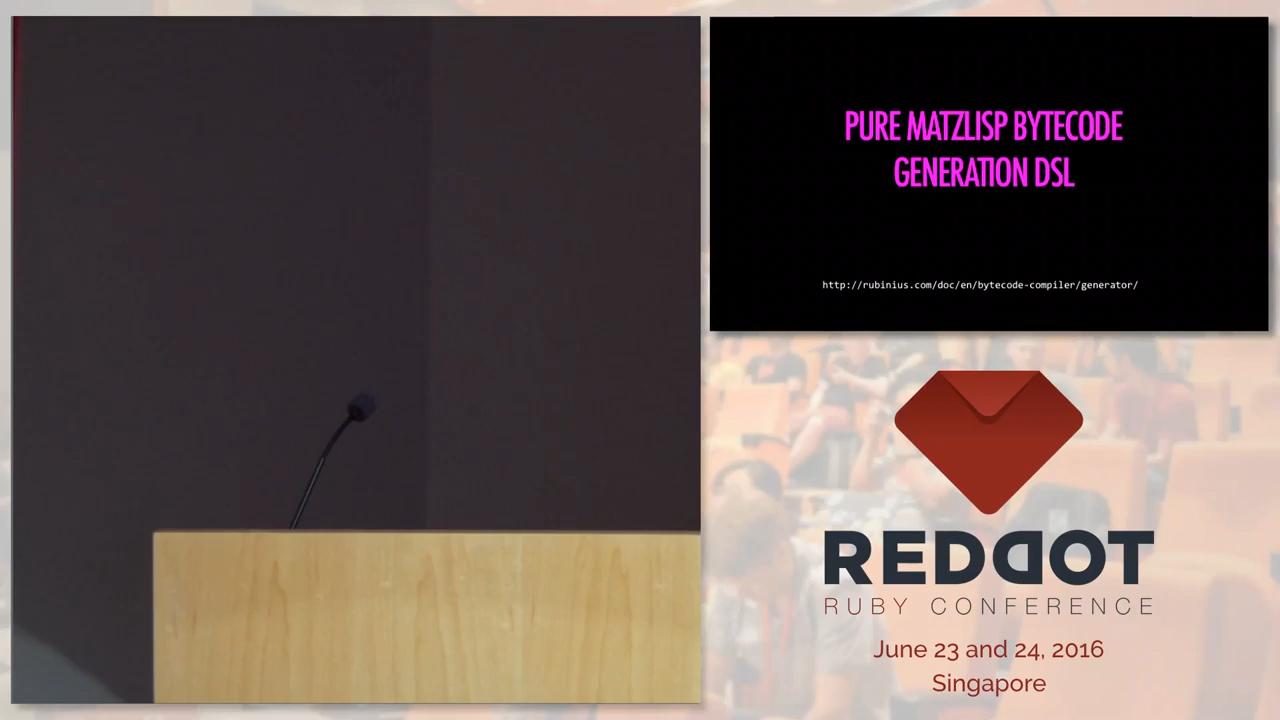 PURE MATZLISP BYTECODE
GENERATION DSL
http://rubinius.com/doc/en/bytecode-compiler/generator/
REDDOT
RUBY CONFERENCE
June 23 and 24, 2016
Singapore